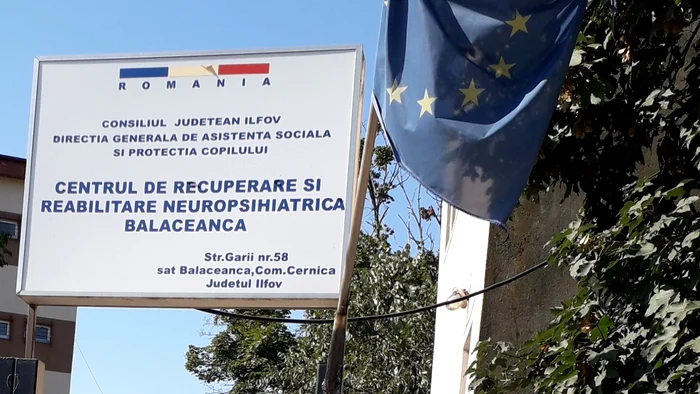 ROMANIA
CONSILIUL JUDETEAN ILFOV
DIRECTIA GENERALA DE ASISTENTA SOCIALA
SI PROTECTIA COPILULUI
CENTRUL DE RECUPERARE SI
REABILITARE NEUROPSIHIATRICA
BALACEANCA
Str.Garii nr.58
sat Balaceanca,Com.Cernica
Judetul Ilfov